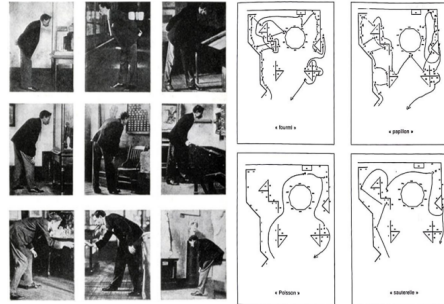 « fourmi »
« papillon »
« Poisson »
« sauterelle »